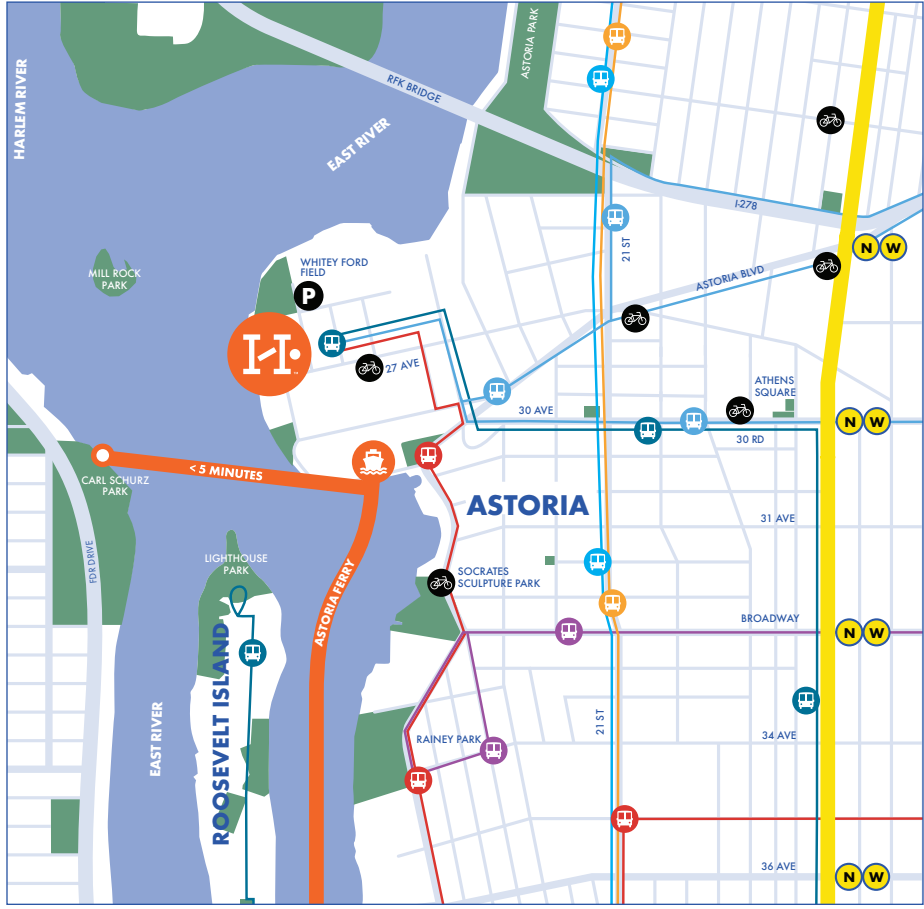 HARLEM RIVER
ASTORIA PARK
RFK BRIDGE
EAST RIVER
I-278
N W
21 ST
ASTORIA BLVD
WHITEY FORD
FIELD
P
MILL ROCK
PARK
H
TM
27 AVE
ATHENS
SQUARE
30 AVE
N W
30 RD
< 5 MINUTES
CARL SCHURZ
PARK
ASTORIA
31 AVE
FDR DRIVE
LIGHTHOUSE
PARK
SOCRATES
SCULPTURE PARK
ASTORIA FERRY
BROADWAY
N W
ROOSEVELT ISLAND
EAST RIVER
21 ST
RAINEY PARK
34 AVE
36 AVE
N W